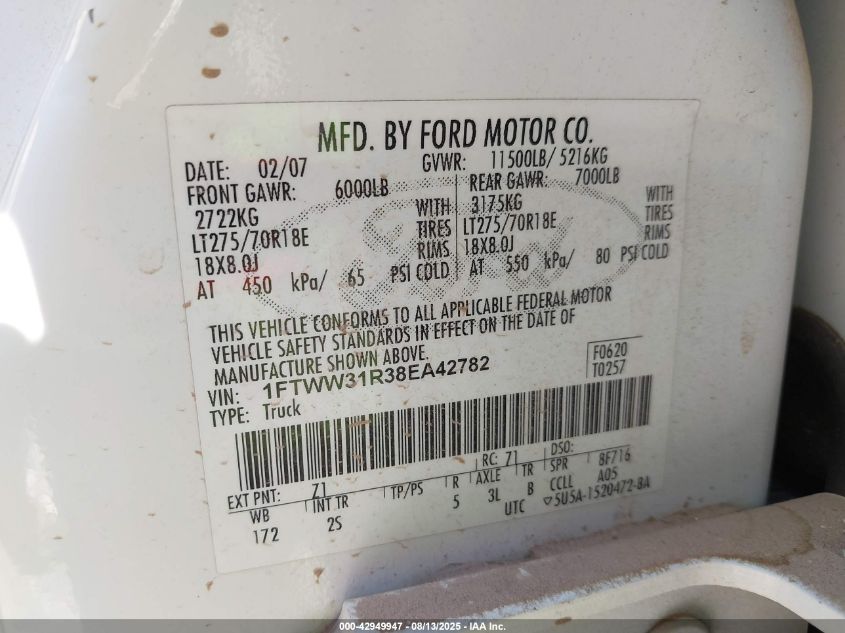 MFD. BY FORD MOTOR CO.
DATE: 02/07 GVWR: 11500LB/ 5216KG
FRONT GAWR: 6000LB REAR GAWR: 7000LB
2722KG WITH 3175KG WITH
LT275/70R18E TIRES LT275/70R18E TIRES
18X8.0J RIMS 18X8.0J RIMS
AT 450 kPa/ 65 PSI COLD AT 550 kPa/ 80 PSI COLD
THIS VEHICLE CONFORMS TO ALL APPLICABLE FEDERAL MOTOR
VEHICLE SAFETY STANDARDS IN EFFECT ON THE DATE OF
MANUFACTURE SHOWN ABOVE.
VIN: 1FTWW31R38EA42782
F0620
T0257
TYPE: Truck
EXT PNT: Z1 RC: Z1 DSO:
WB INT TR TP/PS R AXLE TR SPR 8F716
172 2S 5 3L B CCLL A05
UTC ▽5U5A-1520472-BA
000-42949947 - 08/13/2025 - IAA, Inc.